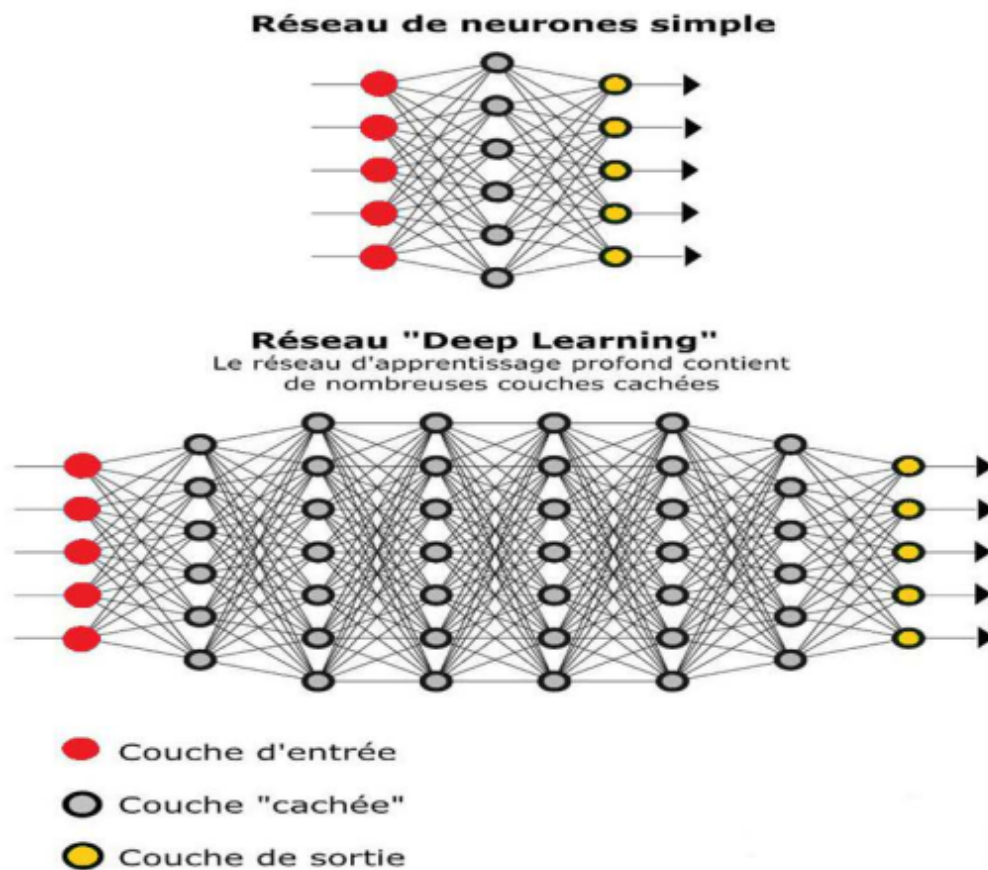 Réseau de neurones simple
Réseau "Deep Learning"
Le réseau d'apprentissage profond contient
de nombreuses couches cachées
Couche d'entrée
Couche "cachée"
Couche de sortie